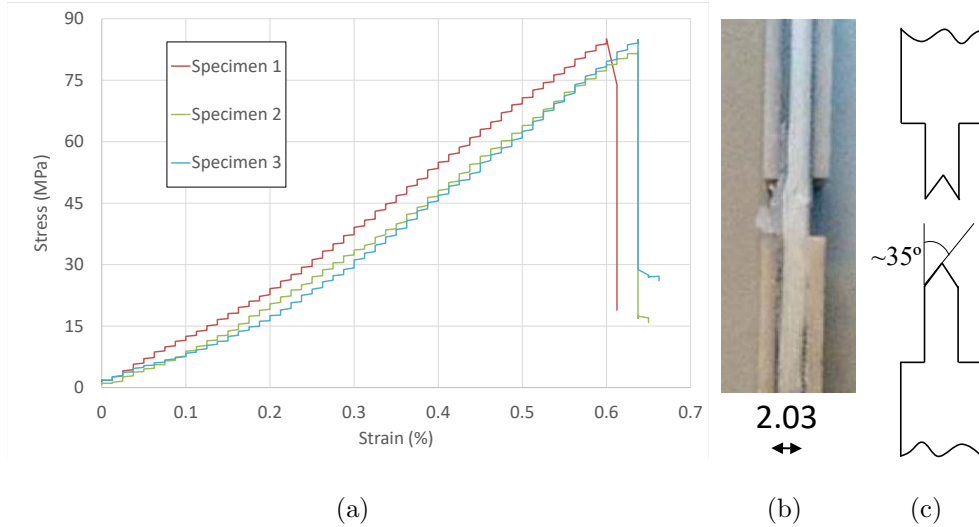 90
75
60
45
30
15
0
Stress (MPa)
Specimen 1
Specimen 2
Specimen 3
0 0.1 0.2 0.3 0.4 0.5 0.6 0.7
Strain (%)
2.03
~35º
(a) (b) (c)